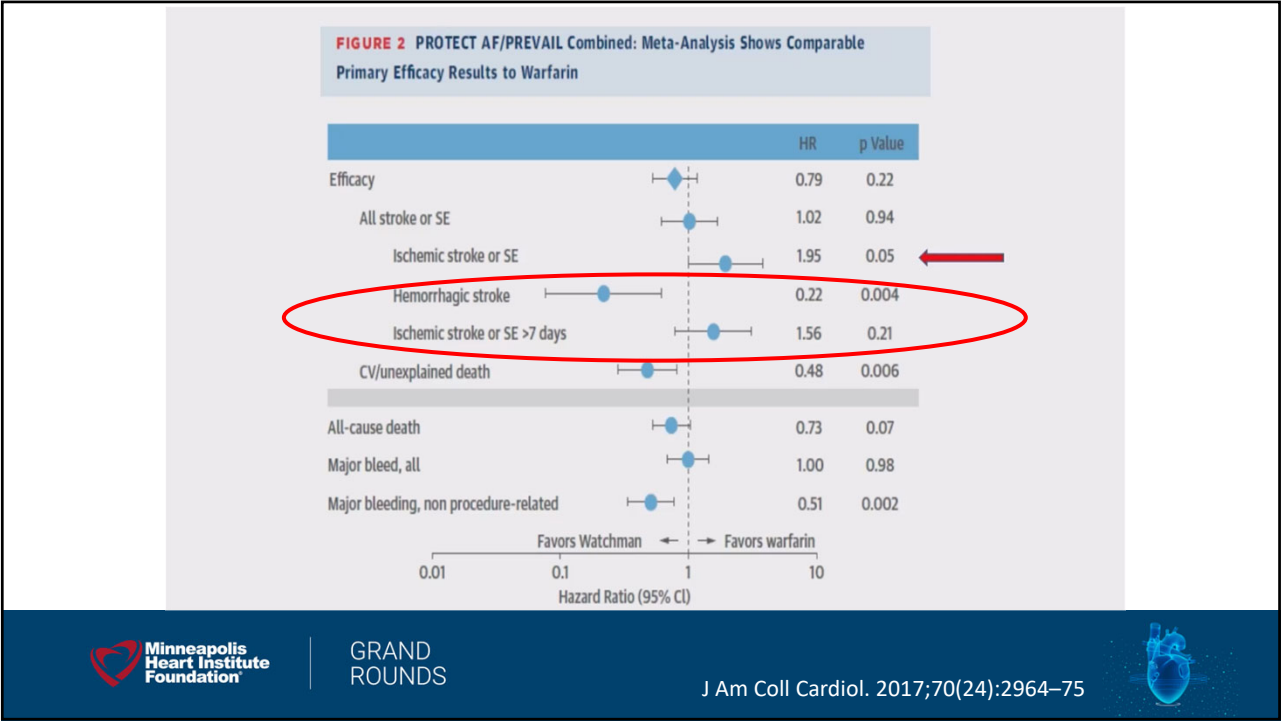 FIGURE 2 PROTECT AF/PREVAIL Combined: Meta-Analysis Shows Comparable
Primary Efficacy Results to Warfarin
HR p Value
Efficacy 0.79 0.22
All stroke or SE 1.02 0.94
Ischemic stroke or SE 1.95 0.05
Hemorrhagic stroke 0.22 0.004
Ischemic stroke or SE >7 days 1.56 0.21
CV/unexplained death 0.48 0.006
All-cause death 0.73 0.07
Major bleed, all 1.00 0.98
Major bleeding, non procedure-related 0.51 0.002
Favors Watchman ← → Favors warfarin
0.01 0.1 1 10
Hazard Ratio (95% CI)
Minneapolis
Heart Institute
Foundation®
GRAND
ROUNDS
J Am Coll Cardiol. 2017;70(24):2964–75